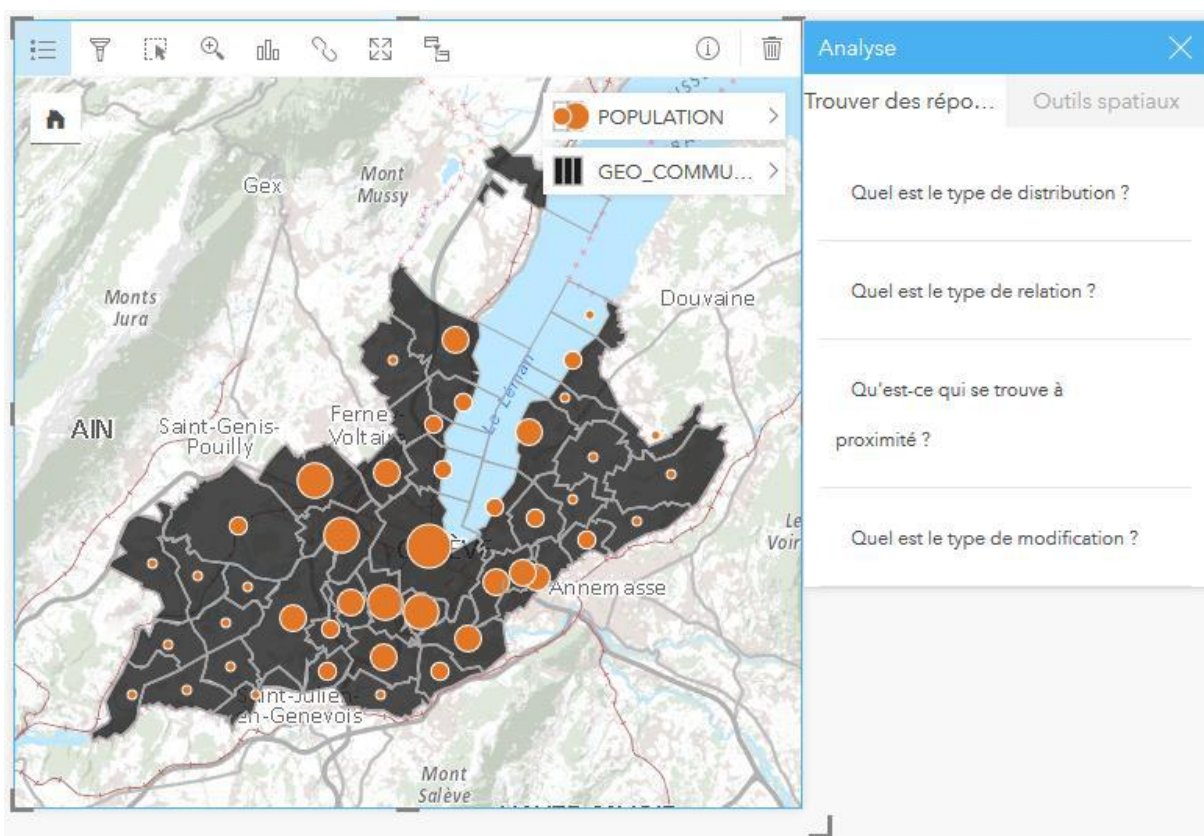 Analyse
Trouver des répo...
Outils spatiaux
POPULATION
GEO_COMMU...
Quel est le type de distribution ?
Quel est le type de relation ?
Qu'est-ce qui se trouve à
proximité ?
Quel est le type de modification ?
Gex
Mont
Mussy
Monts
Jura
Douvaine
Le Léman
AIN
Saint-Genis-
Pouilly
Annemasse
Saint-Julien-
en-Genevois
Mont
Salève